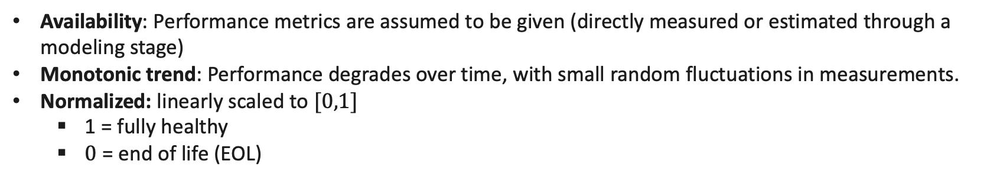 • Availability: Performance metrics are assumed to be given (directly measured or estimated through a
modeling stage)
• Monotonic trend: Performance degrades over time, with small random fluctuations in measurements.
• Normalized: linearly scaled to [0,1]
▪ 1 = fully healthy
▪ 0 = end of life (EOL)